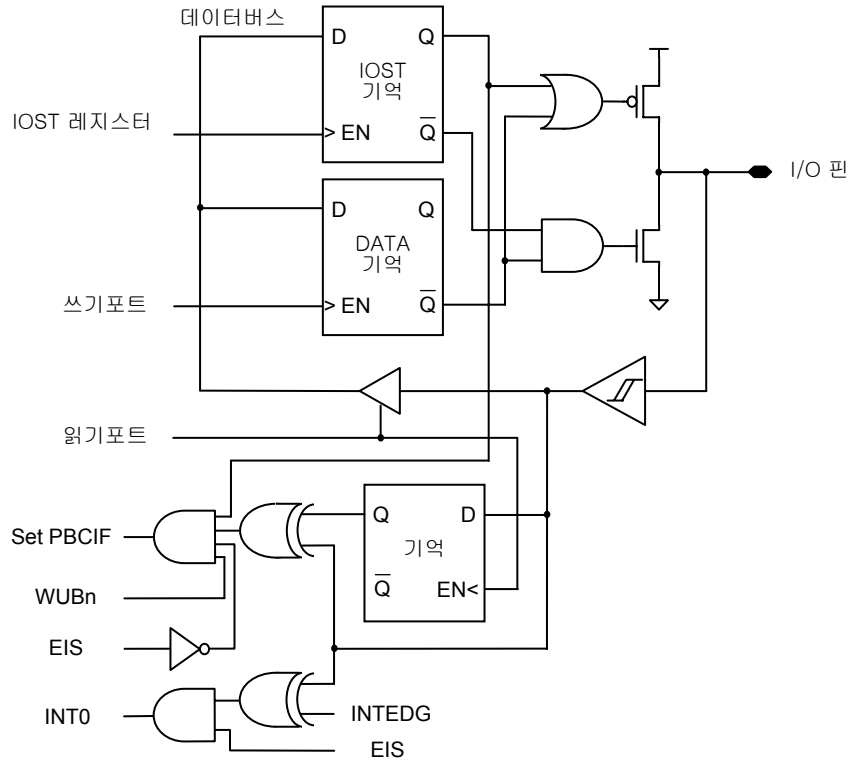 데이터버스
D
Q
IOST
기억
IOST 레지스터
> EN
Q
I/O 핀
D
Q
DATA
기억
쓰기포트
> EN
Q
읽기포트
Set PBCIF
Q
D
기억
WUBn
Q
EN<
EIS
INT0
INTEDG
EIS